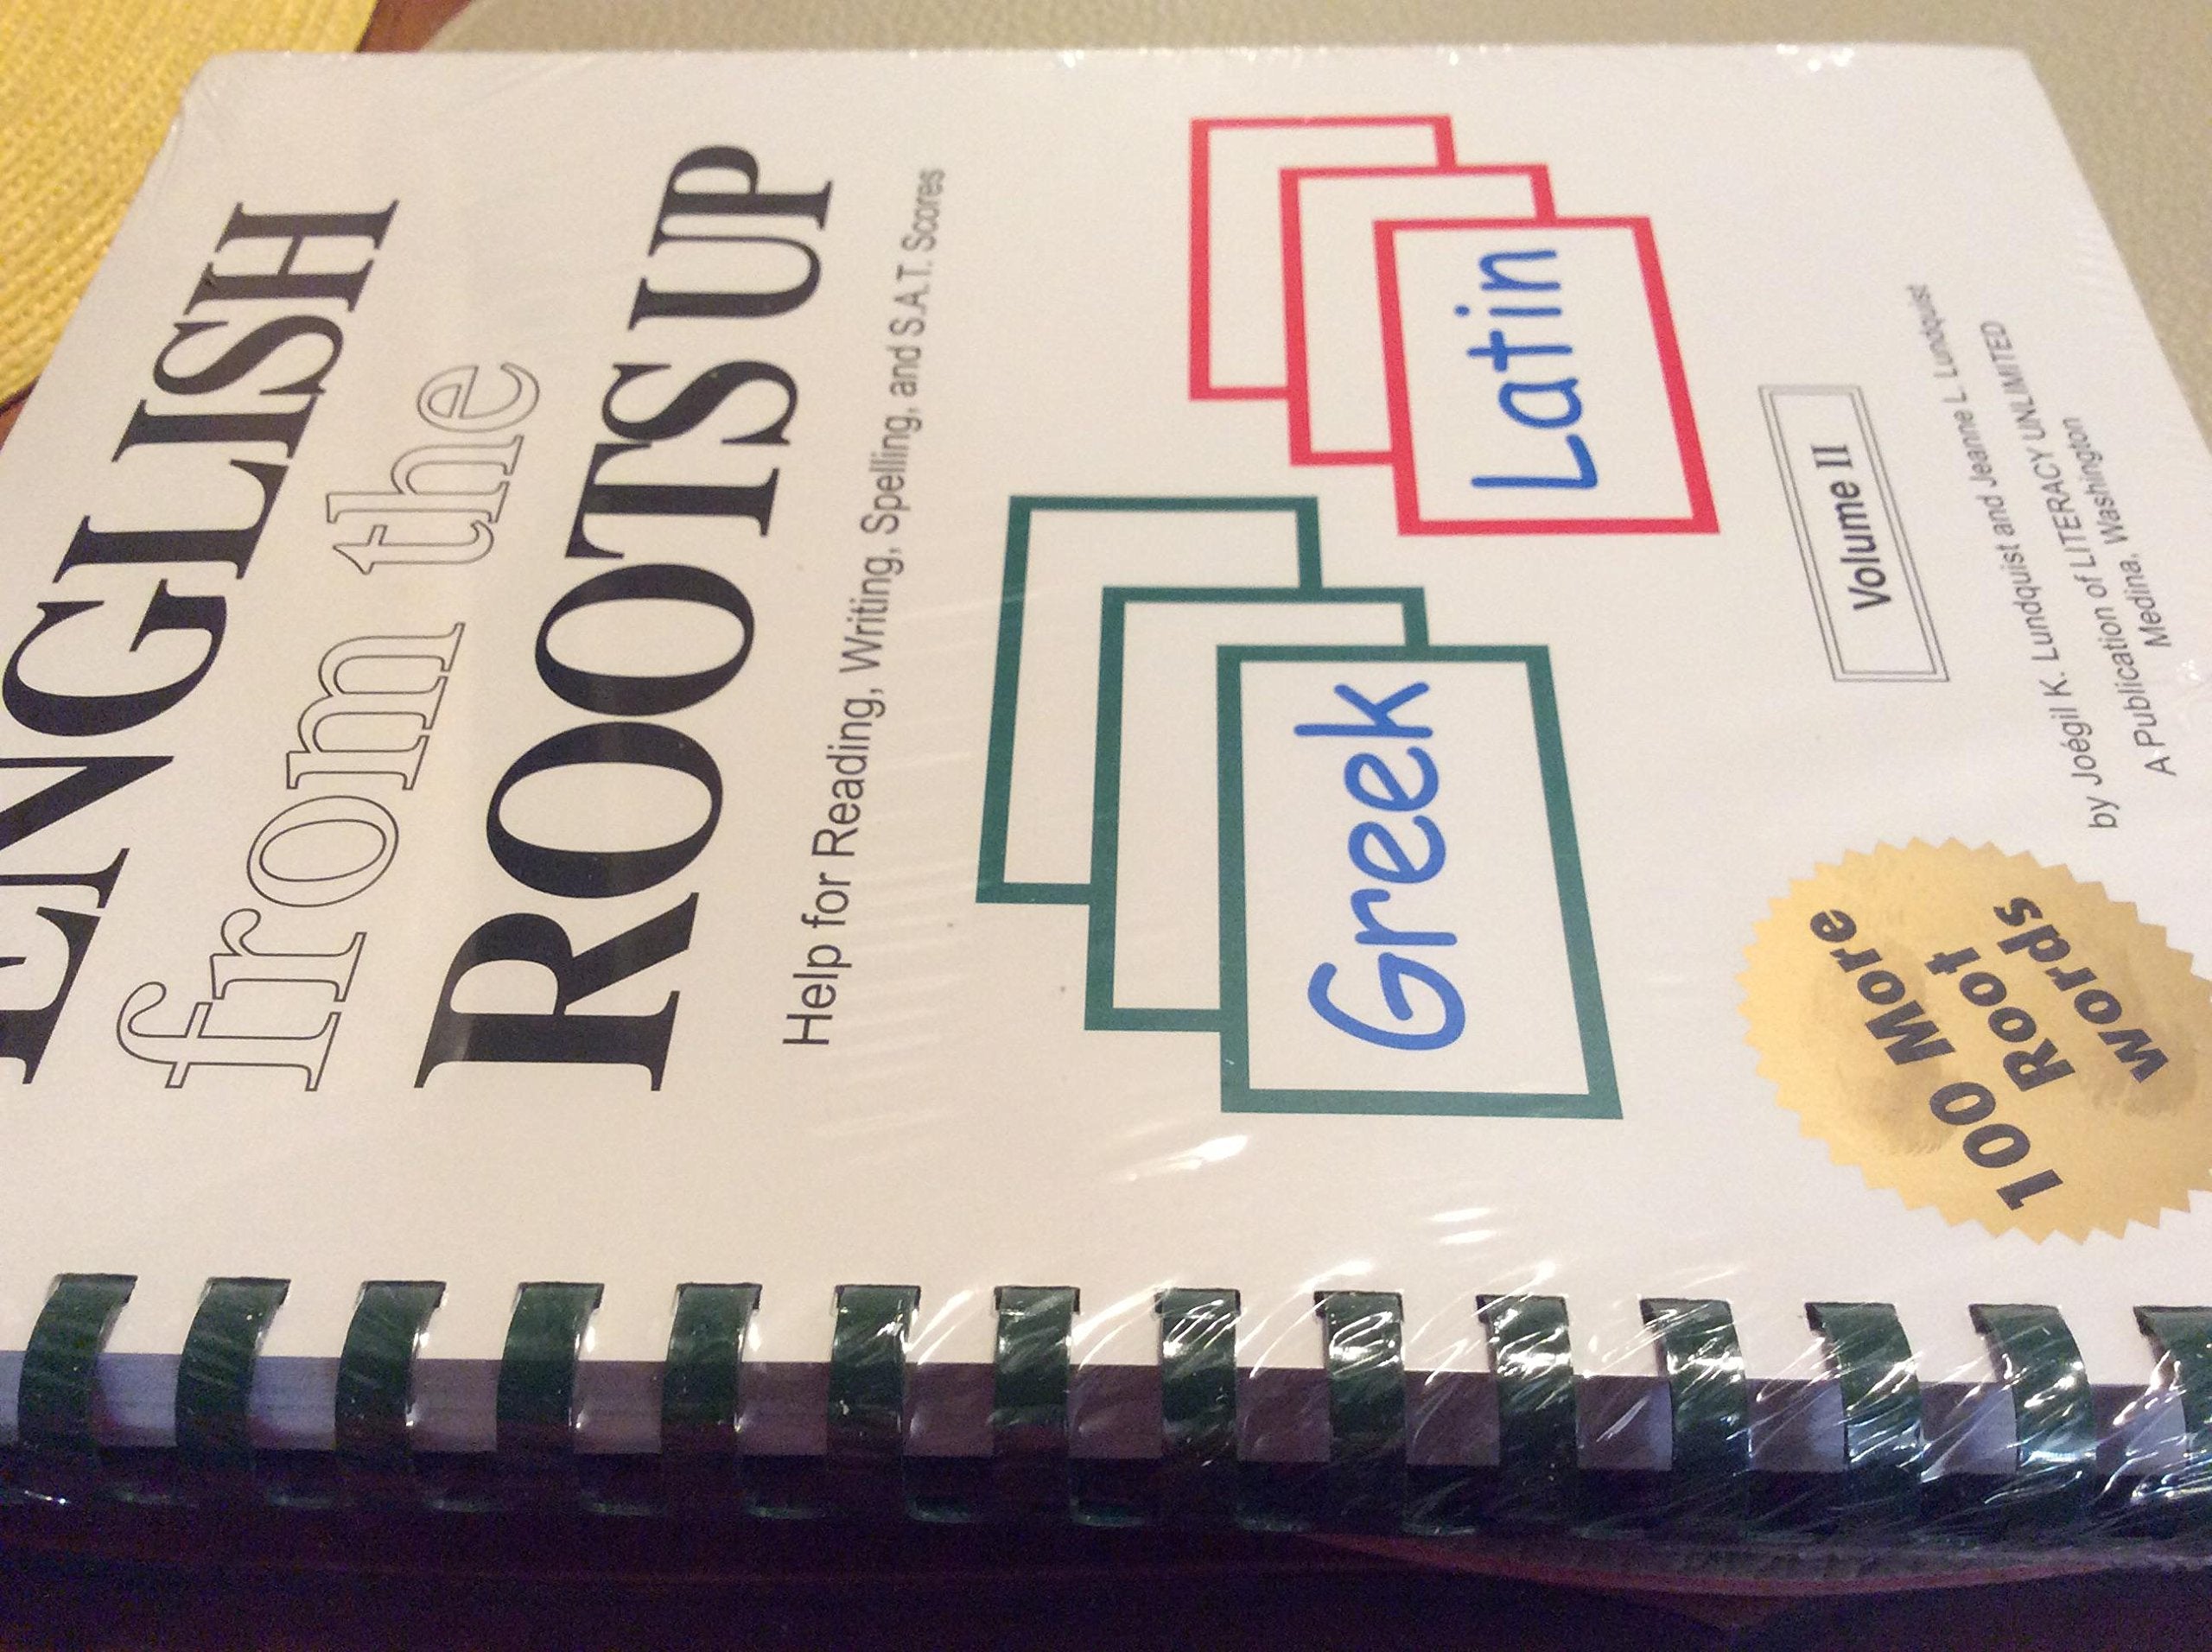 ENGLISH
from the
ROOTS UP
Help for Reading, Writing, Spelling, and S.A.T. Scores
Greek
Latin
Volume II
100 More
Root
words
by Joégil K. Lundquist and Jeanne L. Lundquist
A Publication of LITERACY UNLIMITED
Medina, Washington